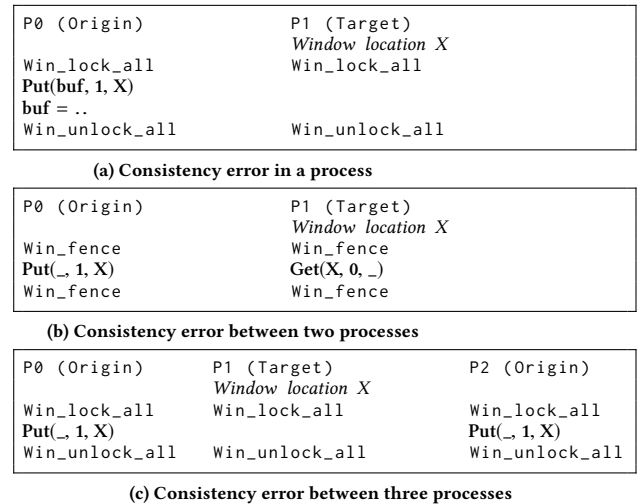 P0 (Origin) P1 (Target)
Window location X
Win_lock_all Win_lock_all
Put(buf, 1, X)
buf = ..
Win_unlock_all Win_unlock_all
(a) Consistency error in a process
P0 (Origin) P1 (Target)
Window location X
Win_fence Win_fence
Put(_, 1, X) Get(X, 0, _)
Win_fence Win_fence
(b) Consistency error between two processes
P0 (Origin) P1 (Target) P2 (Origin)
Window location X
Win_lock_all Win_lock_all Win_lock_all
Put(_, 1, X) Put(_, 1, X)
Win_unlock_all Win_unlock_all Win_unlock_all
(c) Consistency error between three processes